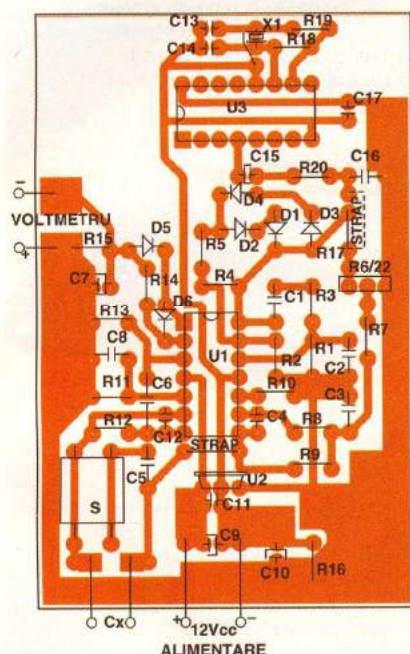 C13 X1 R19
C14 R18
U3 C17
C15 R20 C16
−
D4
VOLTMETRU D5 D1 D3 STRAP
+ R15 R5 D2 R17
R14 R4 R6/22
C7 D6 C1 R3
R13 R7
C8 U1 R2 R1
C2
R11 C6 R10 C3
R12 C12 C4 R8
STRAP R9
C5 U2
S C11
C9
C10 R16
Cx + 12Vcc −
ALIMENTARE